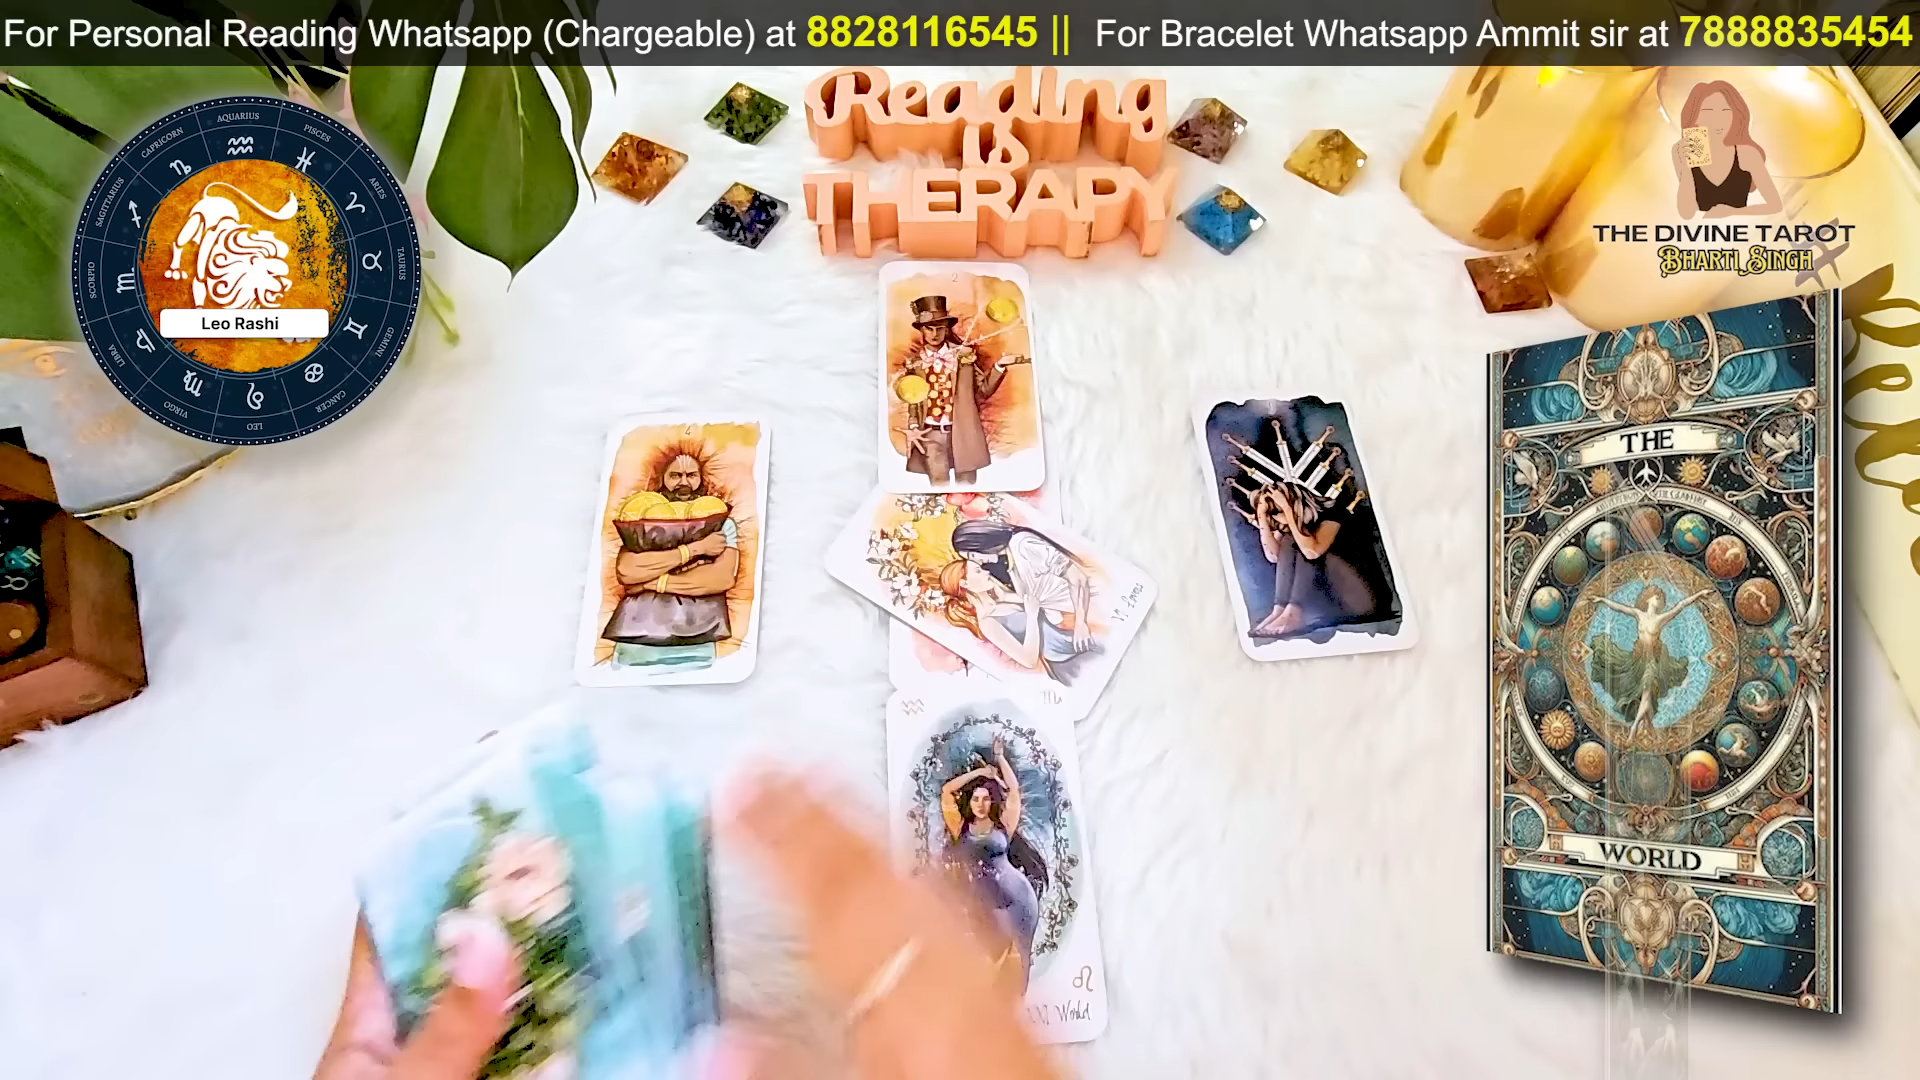 For Personal Reading Whatsapp (Chargeable) at 8828116545 || For Bracelet Whatsapp Ammit sir at 7888835454
Reading
is
THERAPY
AQUARIUS
PISCES
ARIES
TAURUS
GEMINI
CANCER
LEO
VIRGO
LIBRA
SCORPIO
SAGITTARIUS
CAPRICORN
Leo Rashi
THE DIVINE TAROT
BHARTI SINGH
2
4
VI Lovers
XXI World
THE
WORLD